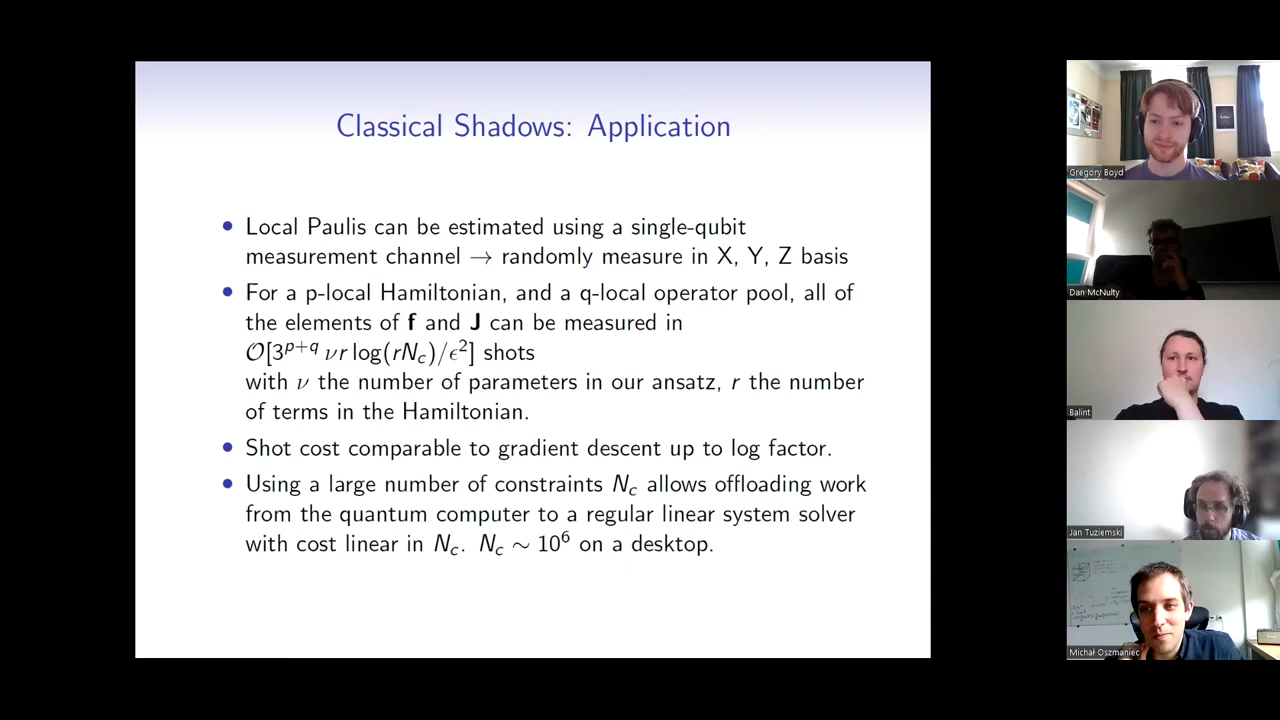 Classical Shadows: Application
• Local Paulis can be estimated using a single-qubit
measurement channel → randomly measure in X, Y, Z basis
• For a p-local Hamiltonian, and a q-local operator pool, all of
the elements of f and J can be measured in
𝒪[3^{p+q} ν r log(rN_c)/ϵ^2] shots
with ν the number of parameters in our ansatz, r the number
of terms in the Hamiltonian.
• Shot cost comparable to gradient descent up to log factor.
• Using a large number of constraints N_c allows offloading work
from the quantum computer to a regular linear system solver
with cost linear in N_c. N_c ∼ 10^6 on a desktop.
Gregory Boyd
Dan McNulty
Balint
Jan Tuziemski
Michał Oszmaniec